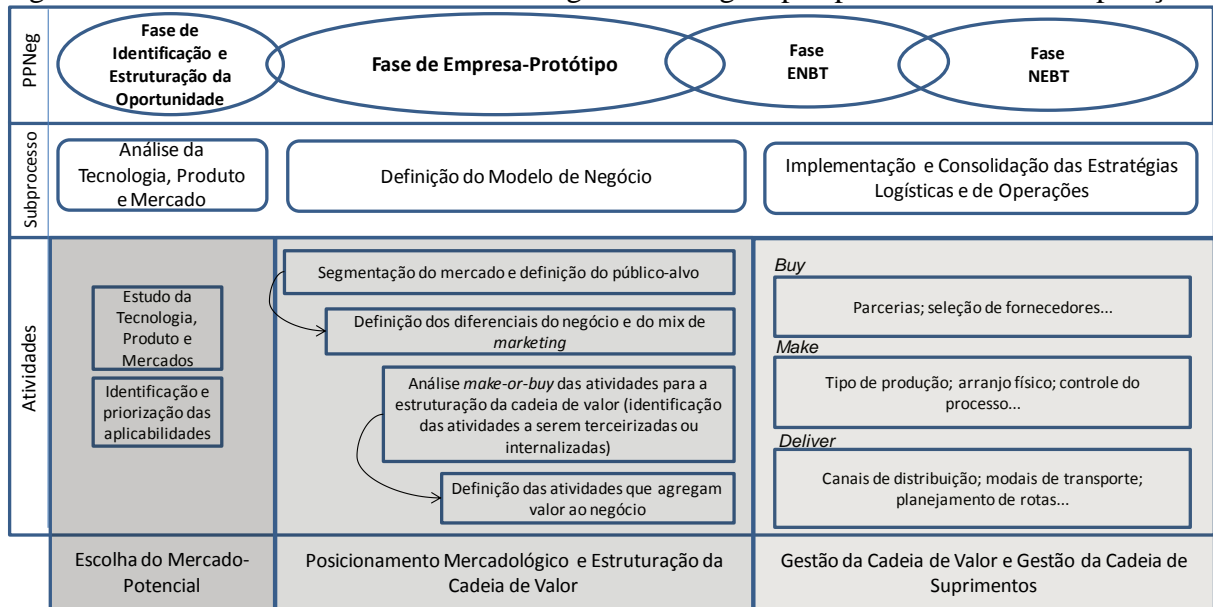 PPNeg
Fase de
Identificação e
Estruturação da
Oportunidade
Fase de Empresa-Protótipo
Fase
ENBT
Fase
NEBT
Subprocesso
Análise da
Tecnologia, Produto
e Mercado
Definição do Modelo de Negócio
Implementação e Consolidação das Estratégias
Logísticas e de Operações
Atividades
Estudo da
Tecnologia,
Produto e
Mercados
Identificação e
priorização das
aplicabilidades
Segmentação do mercado e definição do público-alvo
Definição dos diferenciais do negócio e do mix de
marketing
Análise make-or-buy das atividades para a
estruturação da cadeia de valor (identificação
das atividades a serem terceirizadas ou
internalizadas)
Definição das atividades que agregam
valor ao negócio
Buy
Parcerias; seleção de fornecedores...
Make
Tipo de produção; arranjo físico; controle do
processo...
Deliver
Canais de distribuição; modais de transporte;
planejamento de rotas...
Escolha do Mercado-
Potencial
Posicionamento Mercadológico e Estruturação da
Cadeia de Valor
Gestão da Cadeia de Valor e Gestão da Cadeia de
Suprimentos